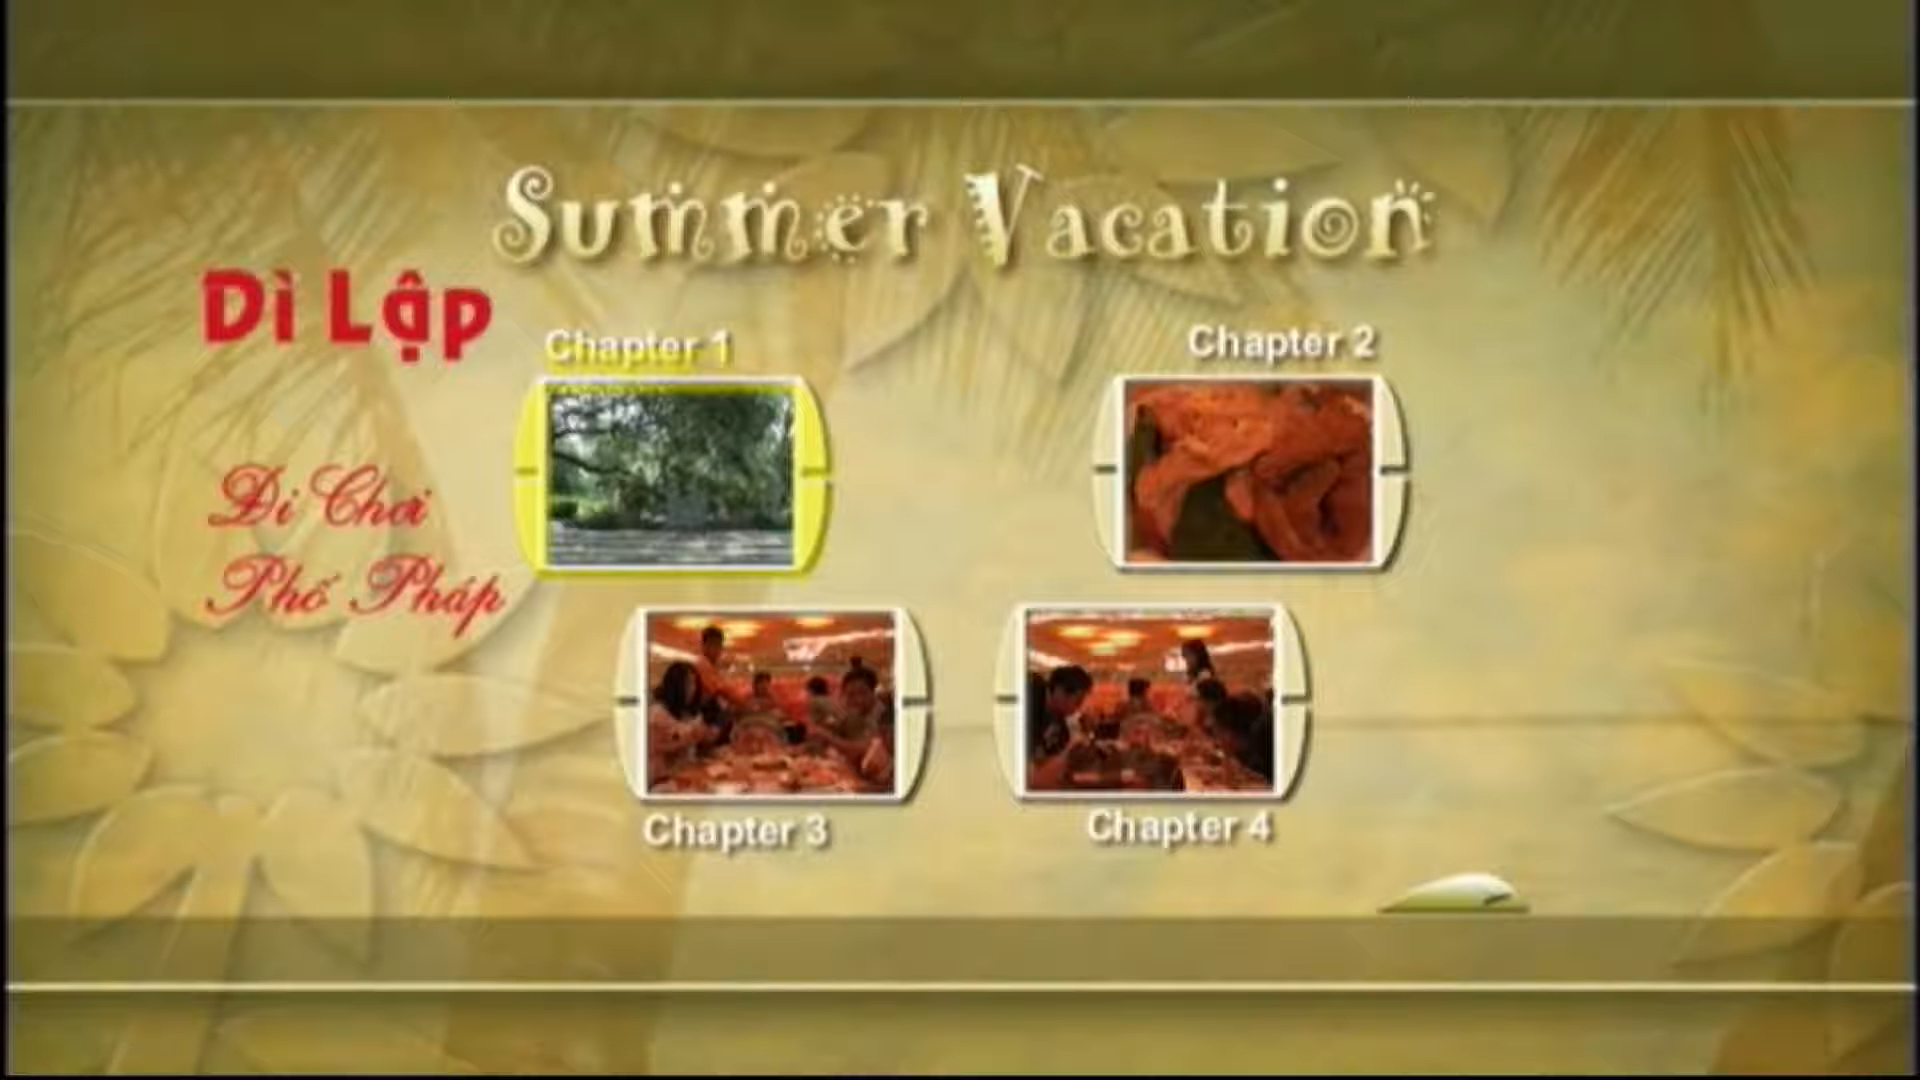 Summer Vacation
Dì Lập
Chapter 1
Chapter 2
Đi Chơi
Phố Pháp
Chapter 3
Chapter 4